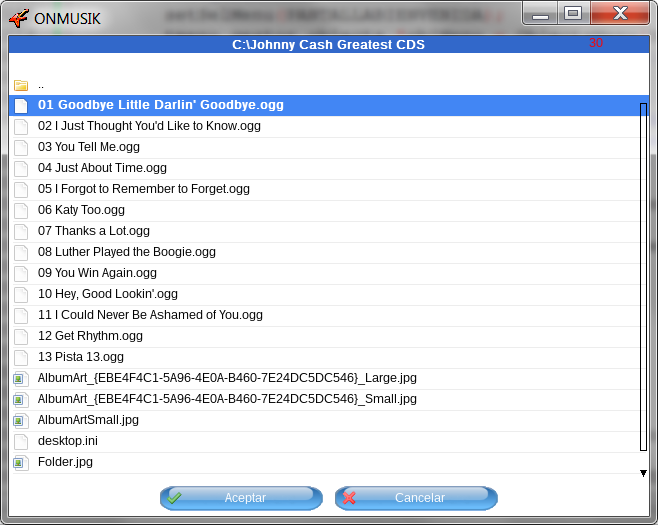 ONMUSIK
C:\Johnny Cash Greatest CDS
30
..
01 Goodbye Little Darlin' Goodbye.ogg
02 I Just Thought You'd Like to Know.ogg
03 You Tell Me.ogg
04 Just About Time.ogg
05 I Forgot to Remember to Forget.ogg
06 Katy Too.ogg
07 Thanks a Lot.ogg
08 Luther Played the Boogie.ogg
09 You Win Again.ogg
10 Hey, Good Lookin'.ogg
11 I Could Never Be Ashamed of You.ogg
12 Get Rhythm.ogg
13 Pista 13.ogg
AlbumArt_{EBE4F4C1-5A96-4E0A-B460-7E24DC5DC546}_Large.jpg
AlbumArt_{EBE4F4C1-5A96-4E0A-B460-7E24DC5DC546}_Small.jpg
AlbumArtSmall.jpg
desktop.ini
Folder.jpg
Aceptar
Cancelar